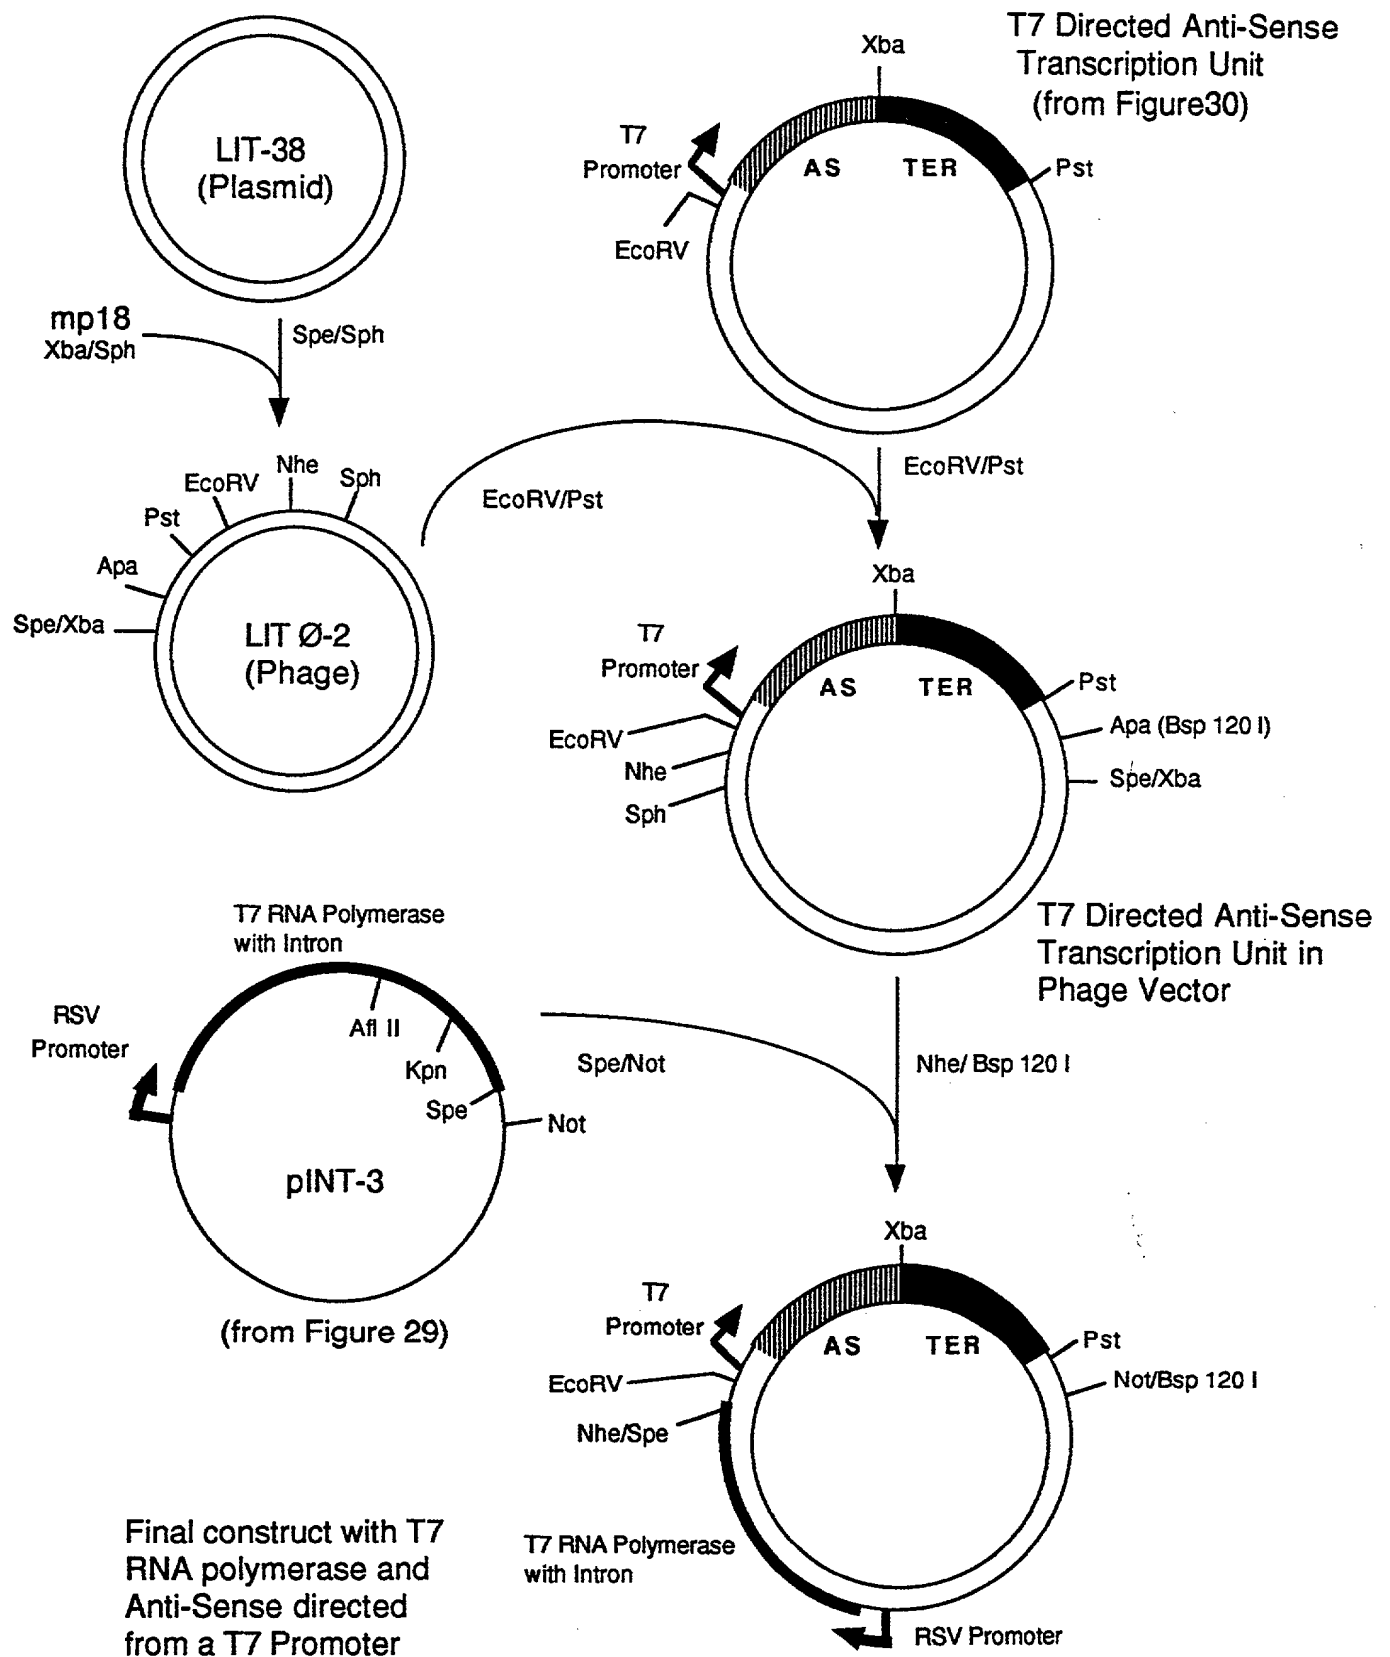 T7 Directed Anti-Sense
Transcription Unit
(from Figure30)
Xba
T7
Promoter
AS
TER
Pst
EcoRV
LIT-38
(Plasmid)
mp18
Xba/Sph
Spe/Sph
EcoRV/Pst
EcoRV/Pst
Nhe
EcoRV
Sph
Pst
Apa
Spe/Xba
LIT Ø-2
(Phage)
Xba
T7
Promoter
AS
TER
Pst
EcoRV
Apa (Bsp 120 I)
Nhe
Spe/Xba
Sph
T7 Directed Anti-Sense
Transcription Unit in
Phage Vector
T7 RNA Polymerase
with Intron
RSV
Promoter
Afl II
Kpn
Spe
Not
pINT-3
(from Figure 29)
Spe/Not
Nhe/ Bsp 120 I
Xba
T7
Promoter
AS
TER
Pst
EcoRV
Not/Bsp 120 I
Nhe/Spe
T7 RNA Polymerase
with Intron
RSV Promoter
Final construct with T7
RNA polymerase and
Anti-Sense directed
from a T7 Promoter